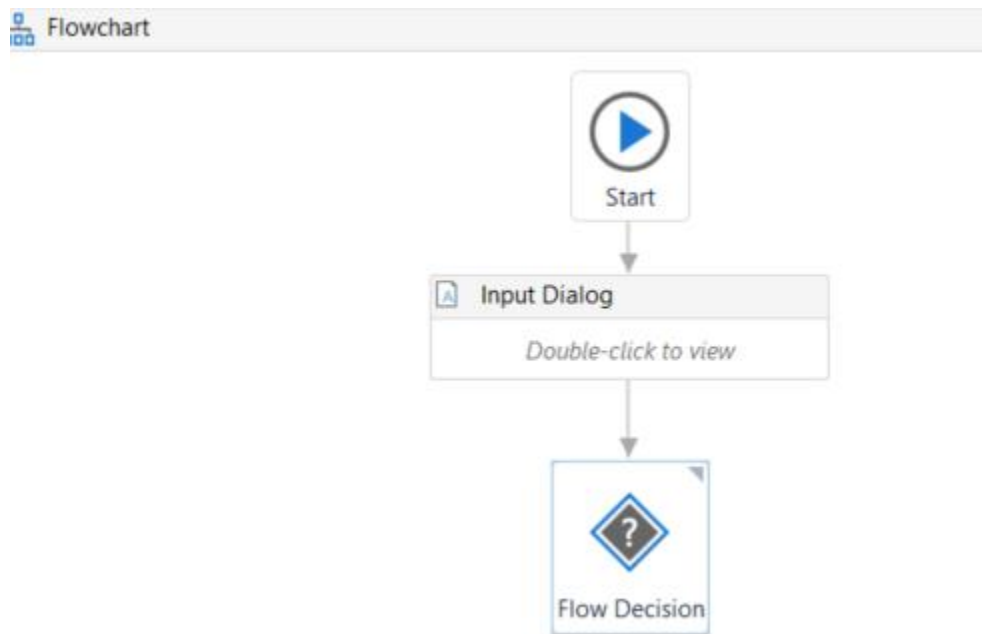 Flowchart
Start
Input Dialog
Double-click to view
?
Flow Decision